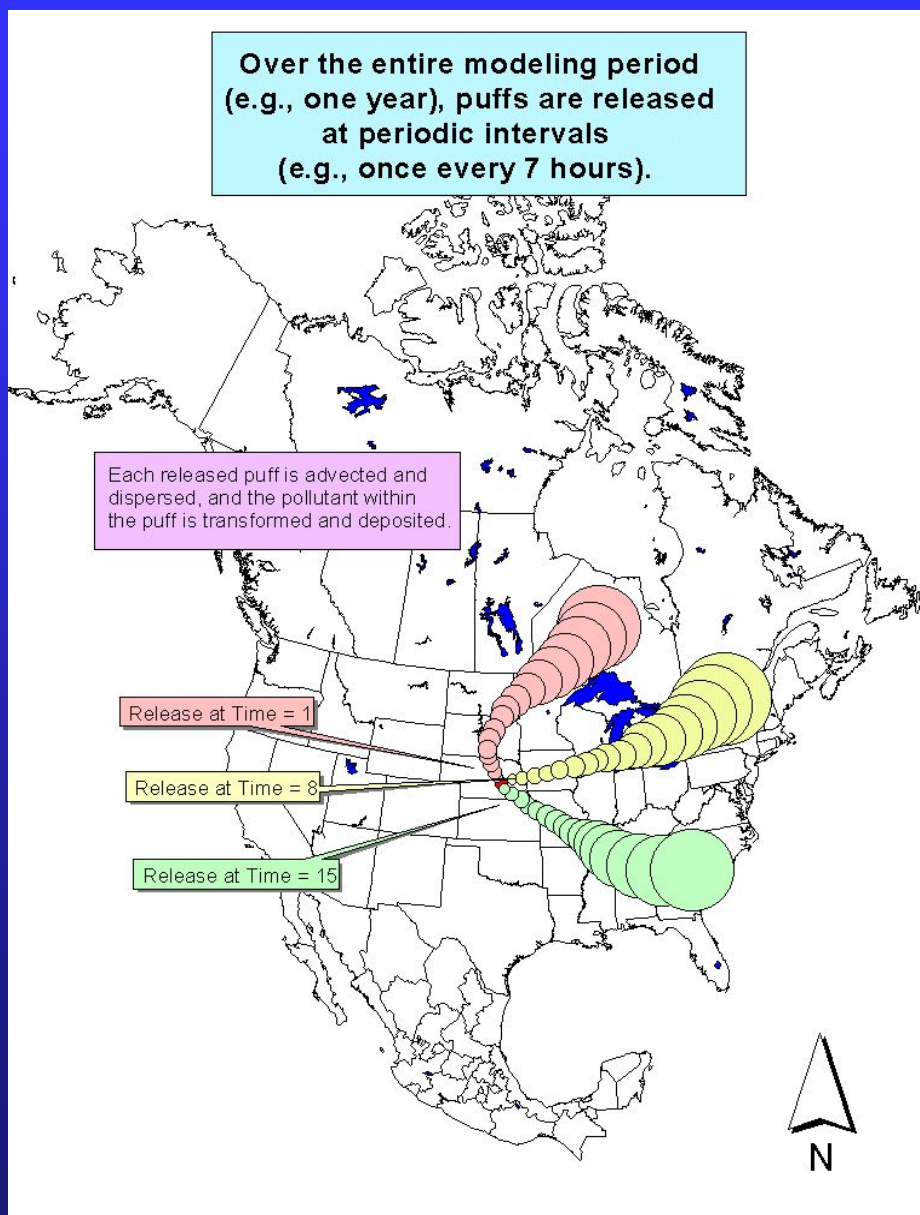 Over the entire modeling period
(e.g., one year), puffs are released
at periodic intervals
(e.g., once every 7 hours).
Each released puff is advected and
dispersed, and the pollutant within
the puff is transformed and deposited.
Release at Time = 1
Release at Time = 8
Release at Time = 15
N